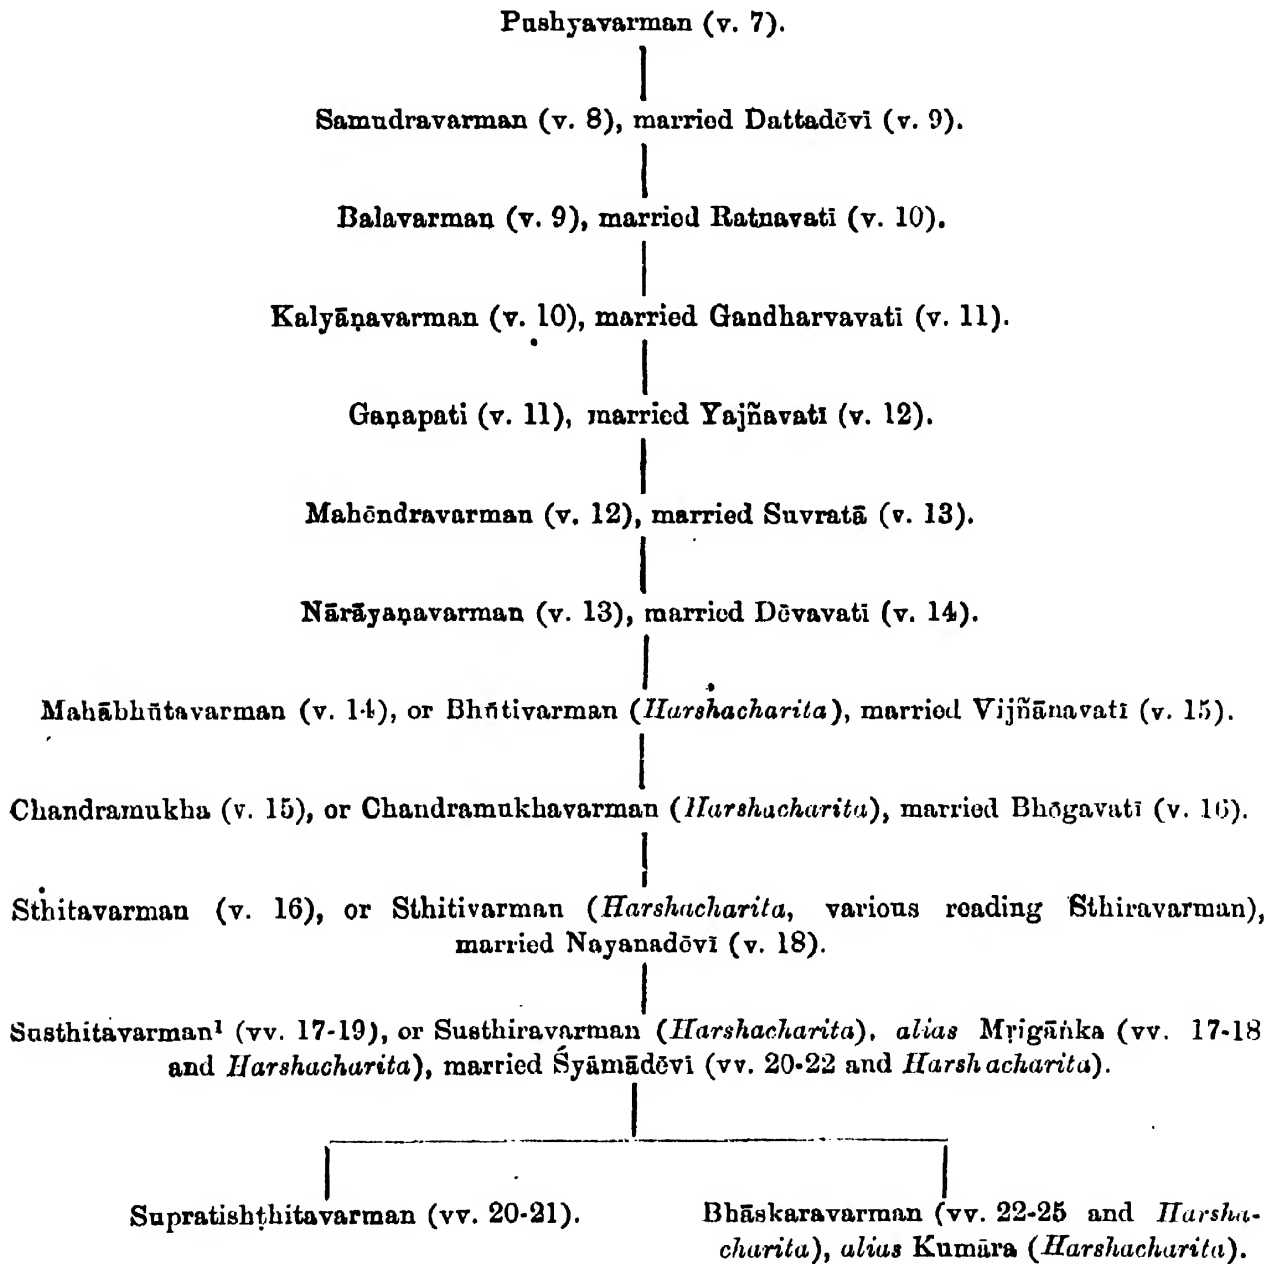 Pushyavarman (v. 7).
Samudravarman (v. 8), married Dattadēvī (v. 9).
Balavarman (v. 9), married Ratnavatī (v. 10).
Kalyāṇavarman (v. 10), married Gandharvavatī (v. 11).
Gaṇapati (v. 11), married Yajñavatī (v. 12).
Mahēndravarman (v. 12), married Suvratā (v. 13).
Nārāyaṇavarman (v. 13), married Dēvavatī (v. 14).
Mahābhūtavarman (v. 14), or Bhūtivarman (Harshacharita), married Vijñānavatī (v. 15).
Chandramukha (v. 15), or Chandramukhavarman (Harshacharita), married Bhōgavatī (v. 16).
Sthitavarman (v. 16), or Sthitivarman (Harshacharita, various reading Sthiravarman),
married Nayanadēvī (v. 18).
Susthitavarman¹ (vv. 17-19), or Susthiravarman (Harshacharita), alias Mṛigāṅka (vv. 17-18
and Harshacharita), married Śyāmādēvī (vv. 20-22 and Harshacharita).
Supratishṭhitavarman (vv. 20-21).
Bhāskaravarman (vv. 22-25 and Harsha-
charita), alias Kumāra (Harshacharita).